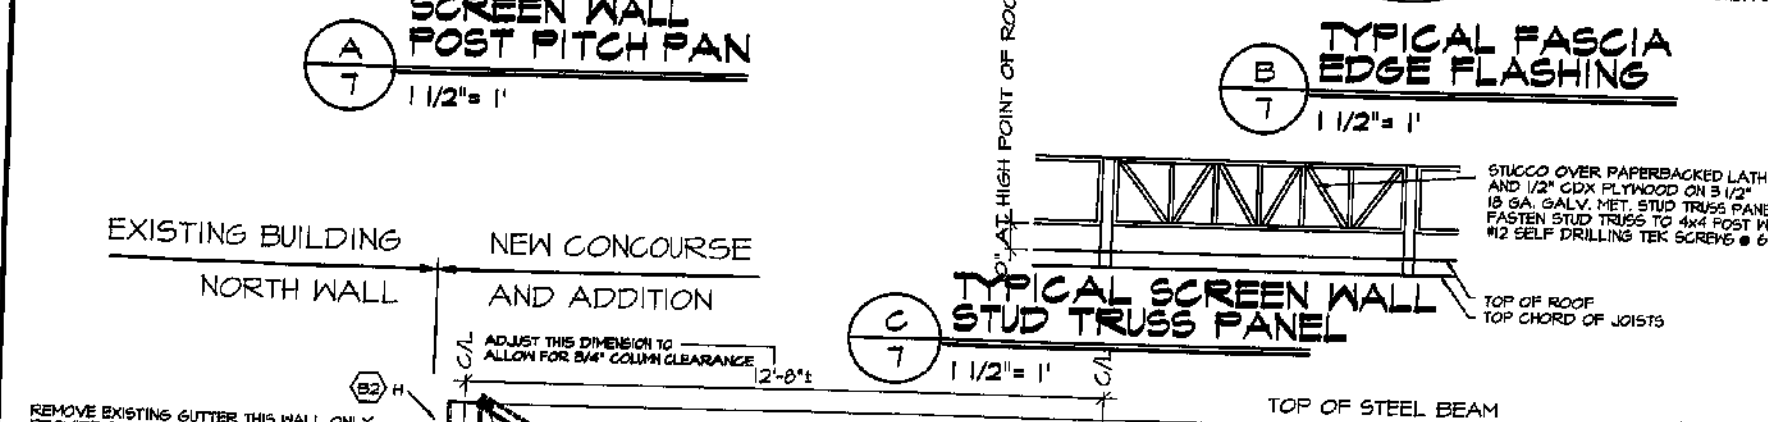 SCREEN WALL
POST PITCH PAN
A
7
1 1/2"= 1'
TYPICAL FASCIA
EDGE FLASHING
B
7
1 1/2"= 1'
AT HIGH POINT OF
STUCCO OVER PAPERBACKED LATH
AND 1/2" CDX PLYWOOD ON 3 1/2"
18 GA. GALV. MET. STUD TRUSS
FASTEN STUD TRUSS TO 4x4 POST
#12 SELF DRILLING TEK SCREWS @
EXISTING BUILDING
NORTH WALL
NEW CONCOURSE
AND ADDITION
TYPICAL SCREEN WALL
STUD TRUSS PANEL
C
7
1 1/2"= 1'
TOP OF ROOF
TOP CHORD OF JOISTS
C/L
ADJUST THIS DIMENSION TO
ALLOW FOR 3/4" COLUMN CLEARANCE
12'-8"±
C/L
B2
H
TOP OF STEEL BEAM
REMOVE EXISTING GUTTER THIS WALL ONLY